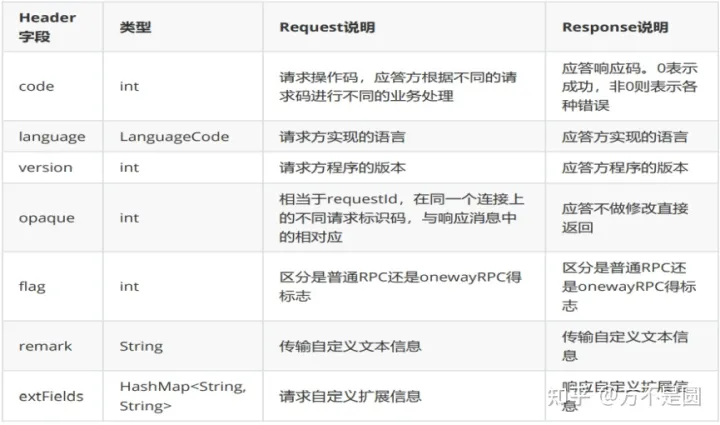 Header
字段
类型
Request说明
Response说明
code
int
请求操作码，应答方根据不同的请
求码进行不同的业务处理
应答响应码。0表示
成功，非0则表示各
种错误
language
LanguageCode
请求方实现的语言
应答方实现的语言
version
int
请求方程序的版本
应答方程序的版本
opaque
int
相当于requestId，在同一个连接上
的不同请求标识码，与响应消息中
的相对应
应答不做修改直接
返回
flag
int
区分是普通RPC还是onewayRPC得
标志
区分是普通RPC还
是onewayRPC得标
志
remark
String
传输自定义文本信息
传输自定义文本信
息
extFields
HashMap<String,
String>
请求自定义扩展信息
响应自定义扩展信
息
知乎 @方不是圆